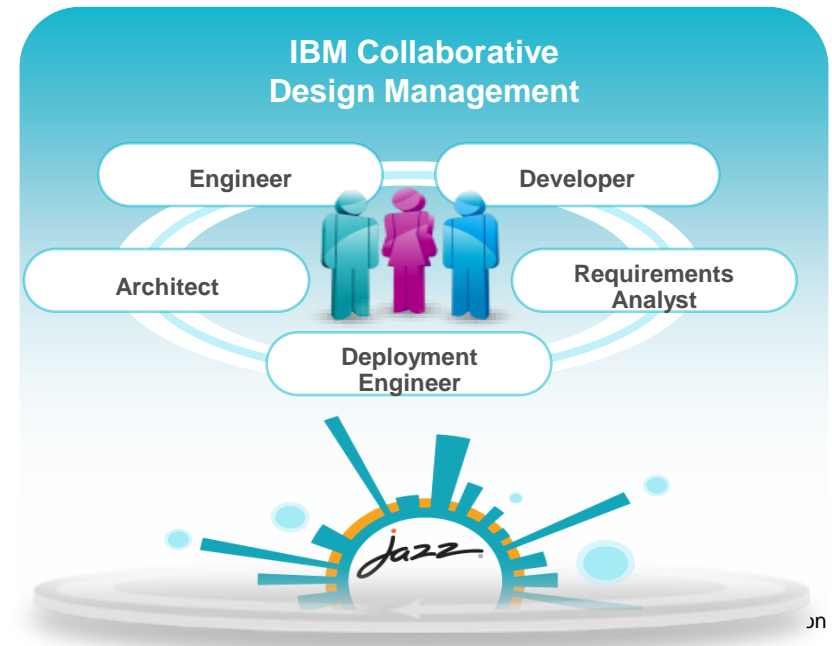 IBM Collaborative
Design Management
Engineer
Developer
Architect
Requirements
Analyst
Deployment
Engineer
jazz